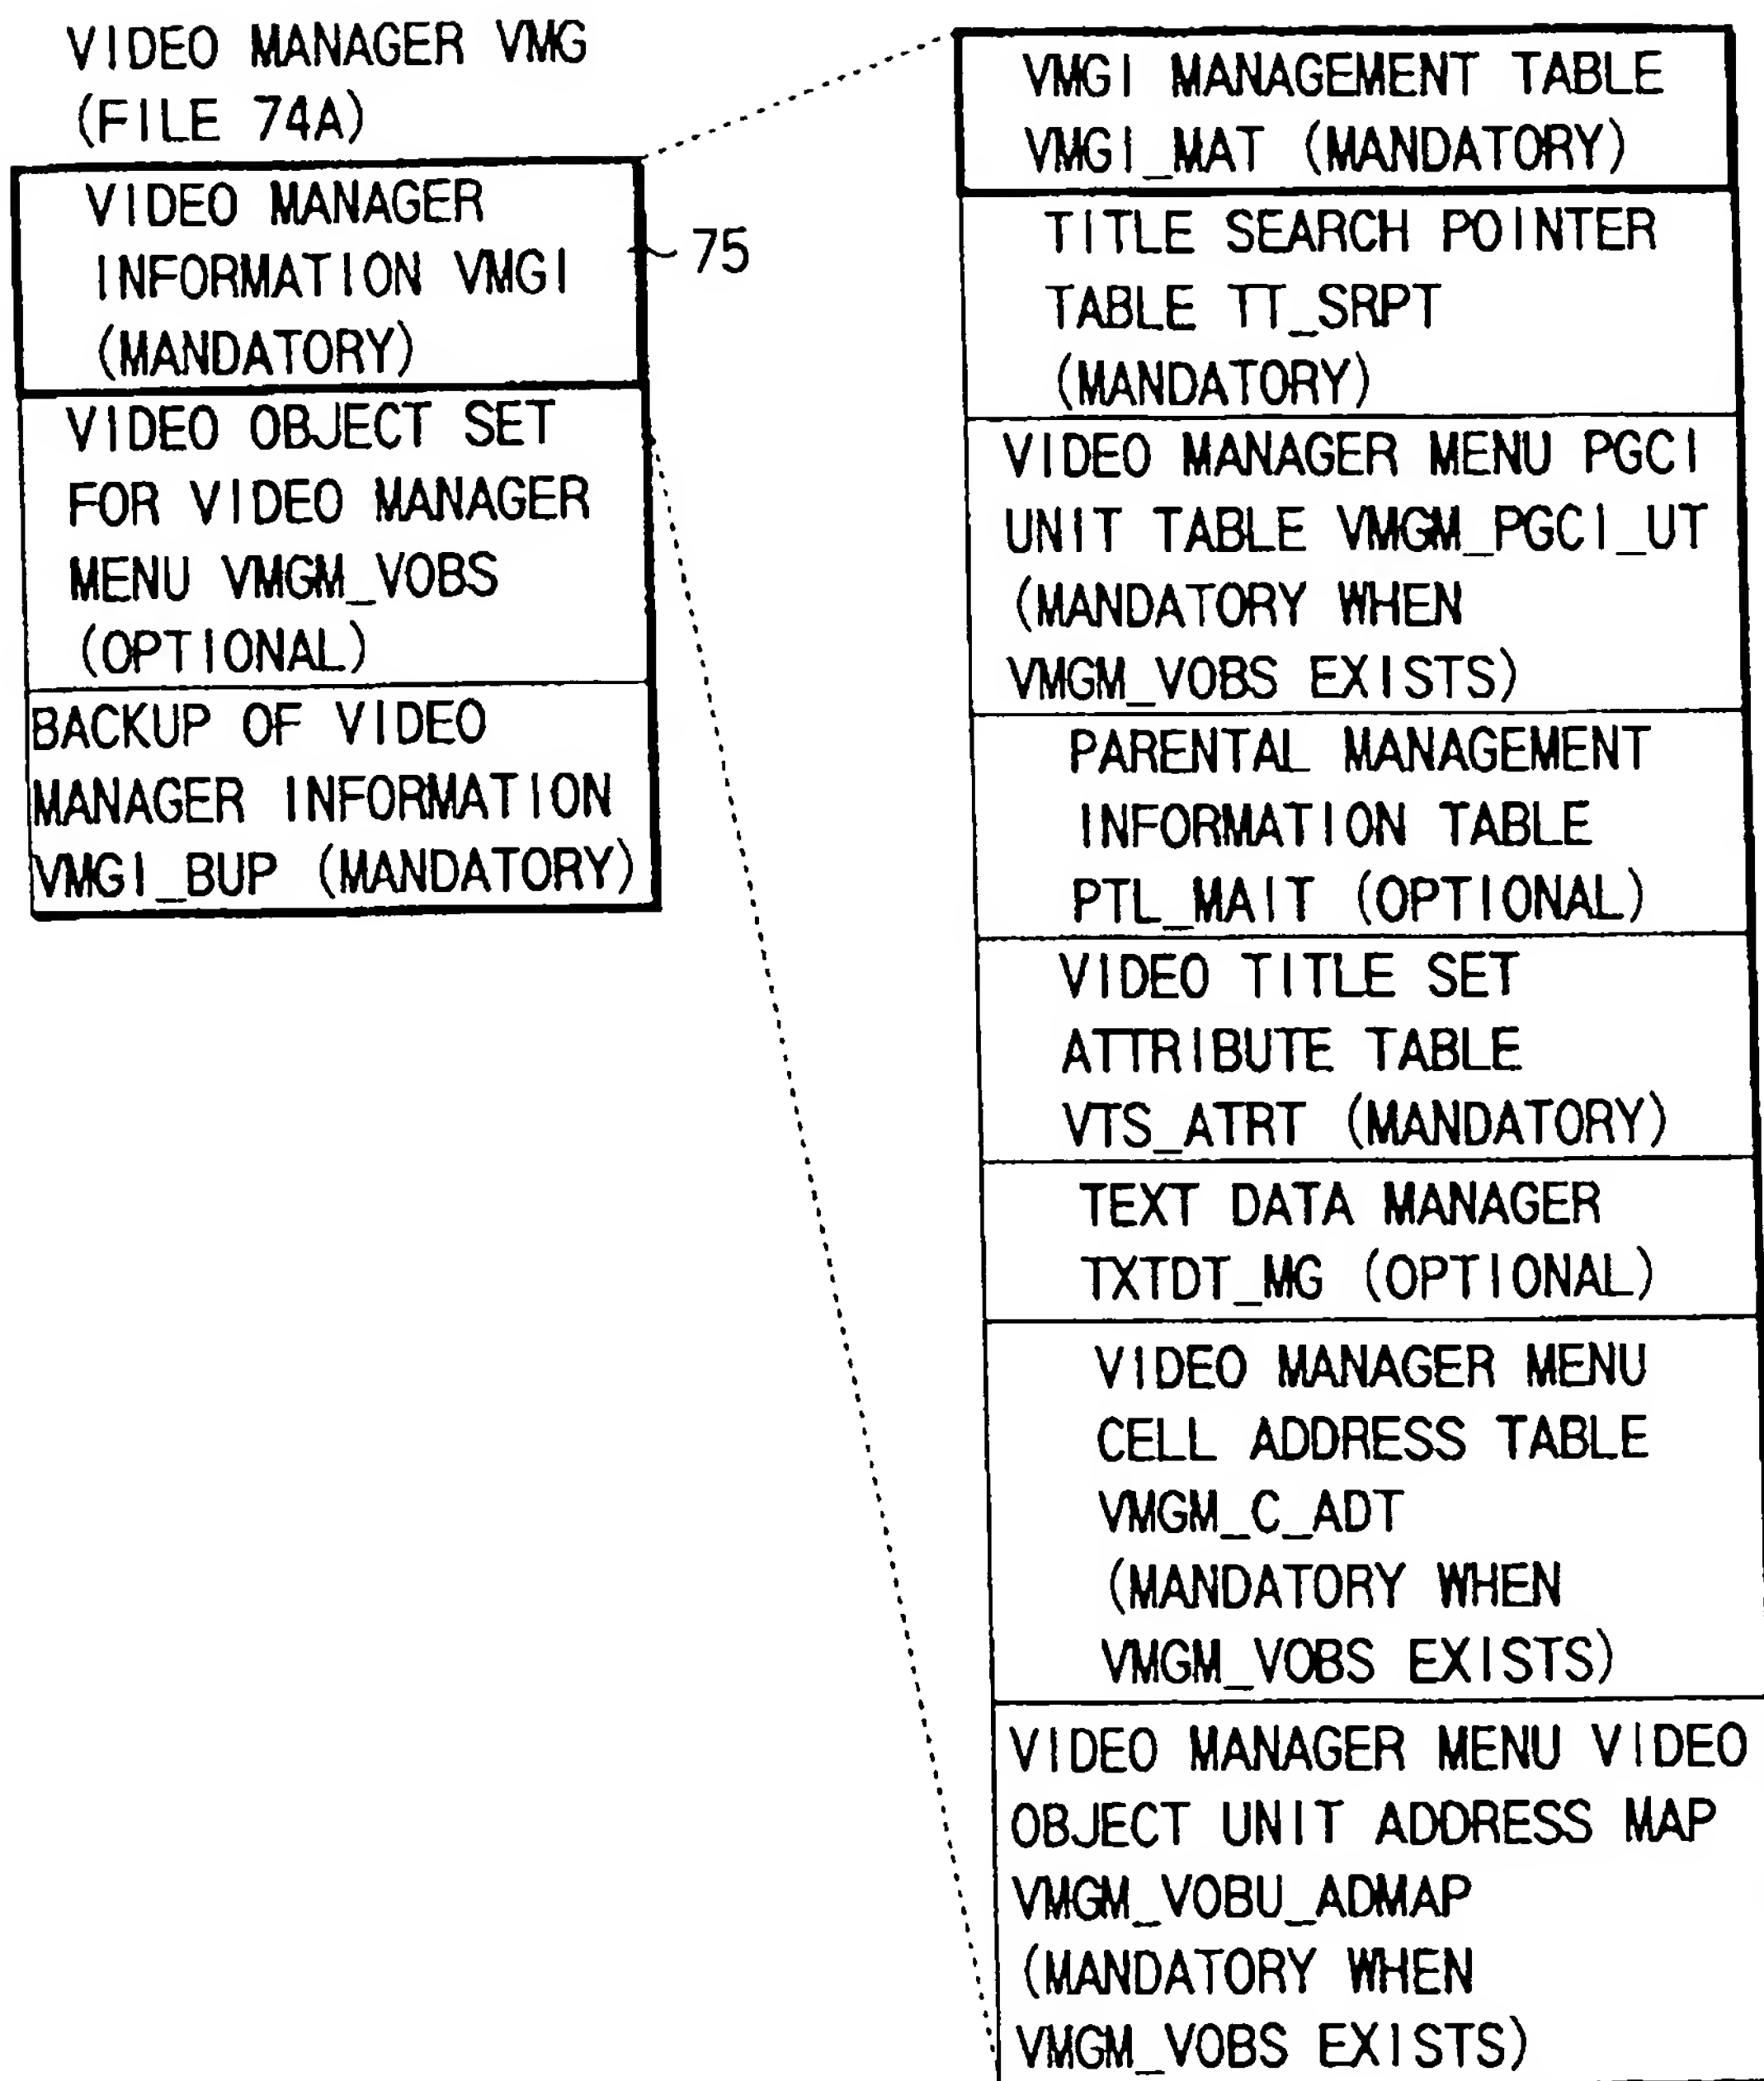 VIDEO MANAGER VMG
(FILE 74A)
VIDEO MANAGER
INFORMATION VMGI
(MANDATORY)
75
VIDEO OBJECT SET
FOR VIDEO MANAGER
MENU VMGM_VOBS
(OPTIONAL)
BACKUP OF VIDEO
MANAGER INFORMATION
VMGI_BUP (MANDATORY)
VMGI MANAGEMENT TABLE
VMGI_MAT (MANDATORY)
TITLE SEARCH POINTER
TABLE TT_SRPT
(MANDATORY)
VIDEO MANAGER MENU PGCI
UNIT TABLE VMGM_PGCI_UT
(MANDATORY WHEN
VMGM_VOBS EXISTS)
PARENTAL MANAGEMENT
INFORMATION TABLE
PTL_MAIT (OPTIONAL)
VIDEO TITLE SET
ATTRIBUTE TABLE
VTS_ATRT (MANDATORY)
TEXT DATA MANAGER
TXTDT_MG (OPTIONAL)
VIDEO MANAGER MENU
CELL ADDRESS TABLE
VMGM_C_ADT
(MANDATORY WHEN
VMGM_VOBS EXISTS)
VIDEO MANAGER MENU VIDEO
OBJECT UNIT ADDRESS MAP
VMGM_VOBU_ADMAP
(MANDATORY WHEN
VMGM_VOBS EXISTS)